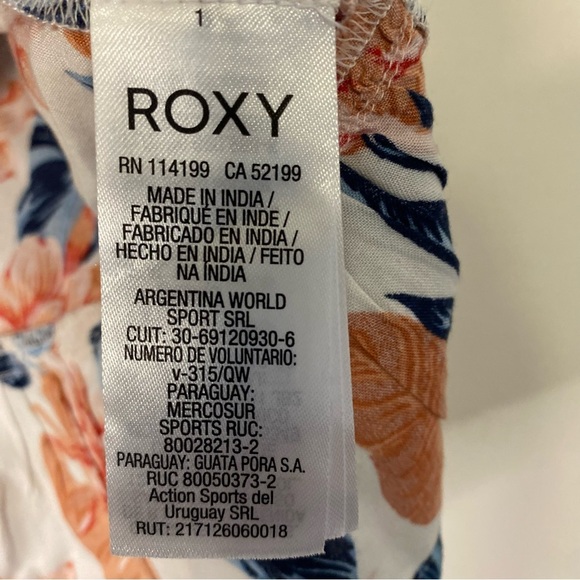 1
ROXY
RN 114199 CA 52199
MADE IN INDIA /
FABRIQUÉ EN INDE /
FABRICADO EN INDIA /
HECHO EN INDIA / FEITO
NA ÍNDIA
ARGENTINA WORLD
SPORT SRL
CUIT: 30-69120930-6
NUMERO DE VOLUNTARIO:
v-315/QW
PARAGUAY:
MERCOSUR
SPORTS RUC:
80028213-2
PARAGUAY: GUATA PORA S.A.
RUC 80050373-2
Action Sports del
Uruguay SRL
RUT: 217126060018